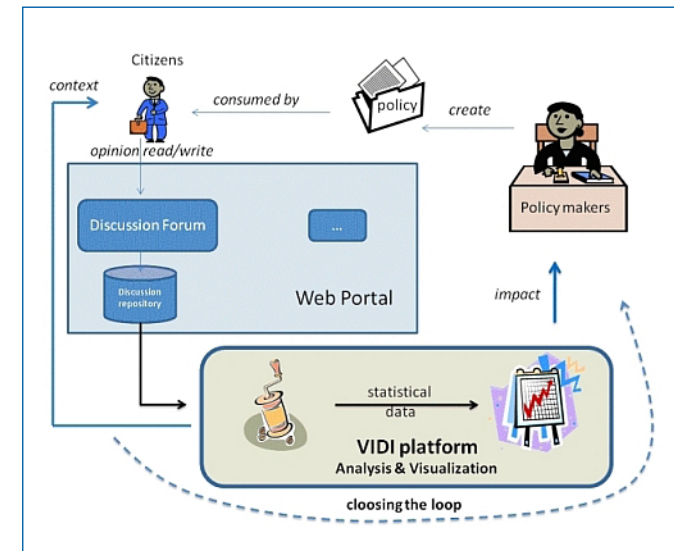 Citizens
context
consumed by
policy
create
opinion read/write
Policy makers
Discussion Forum
...
Discussion
repository
Web Portal
impact
statistical
data
VIDI platform
Analysis & Visualization
cloosing the loop